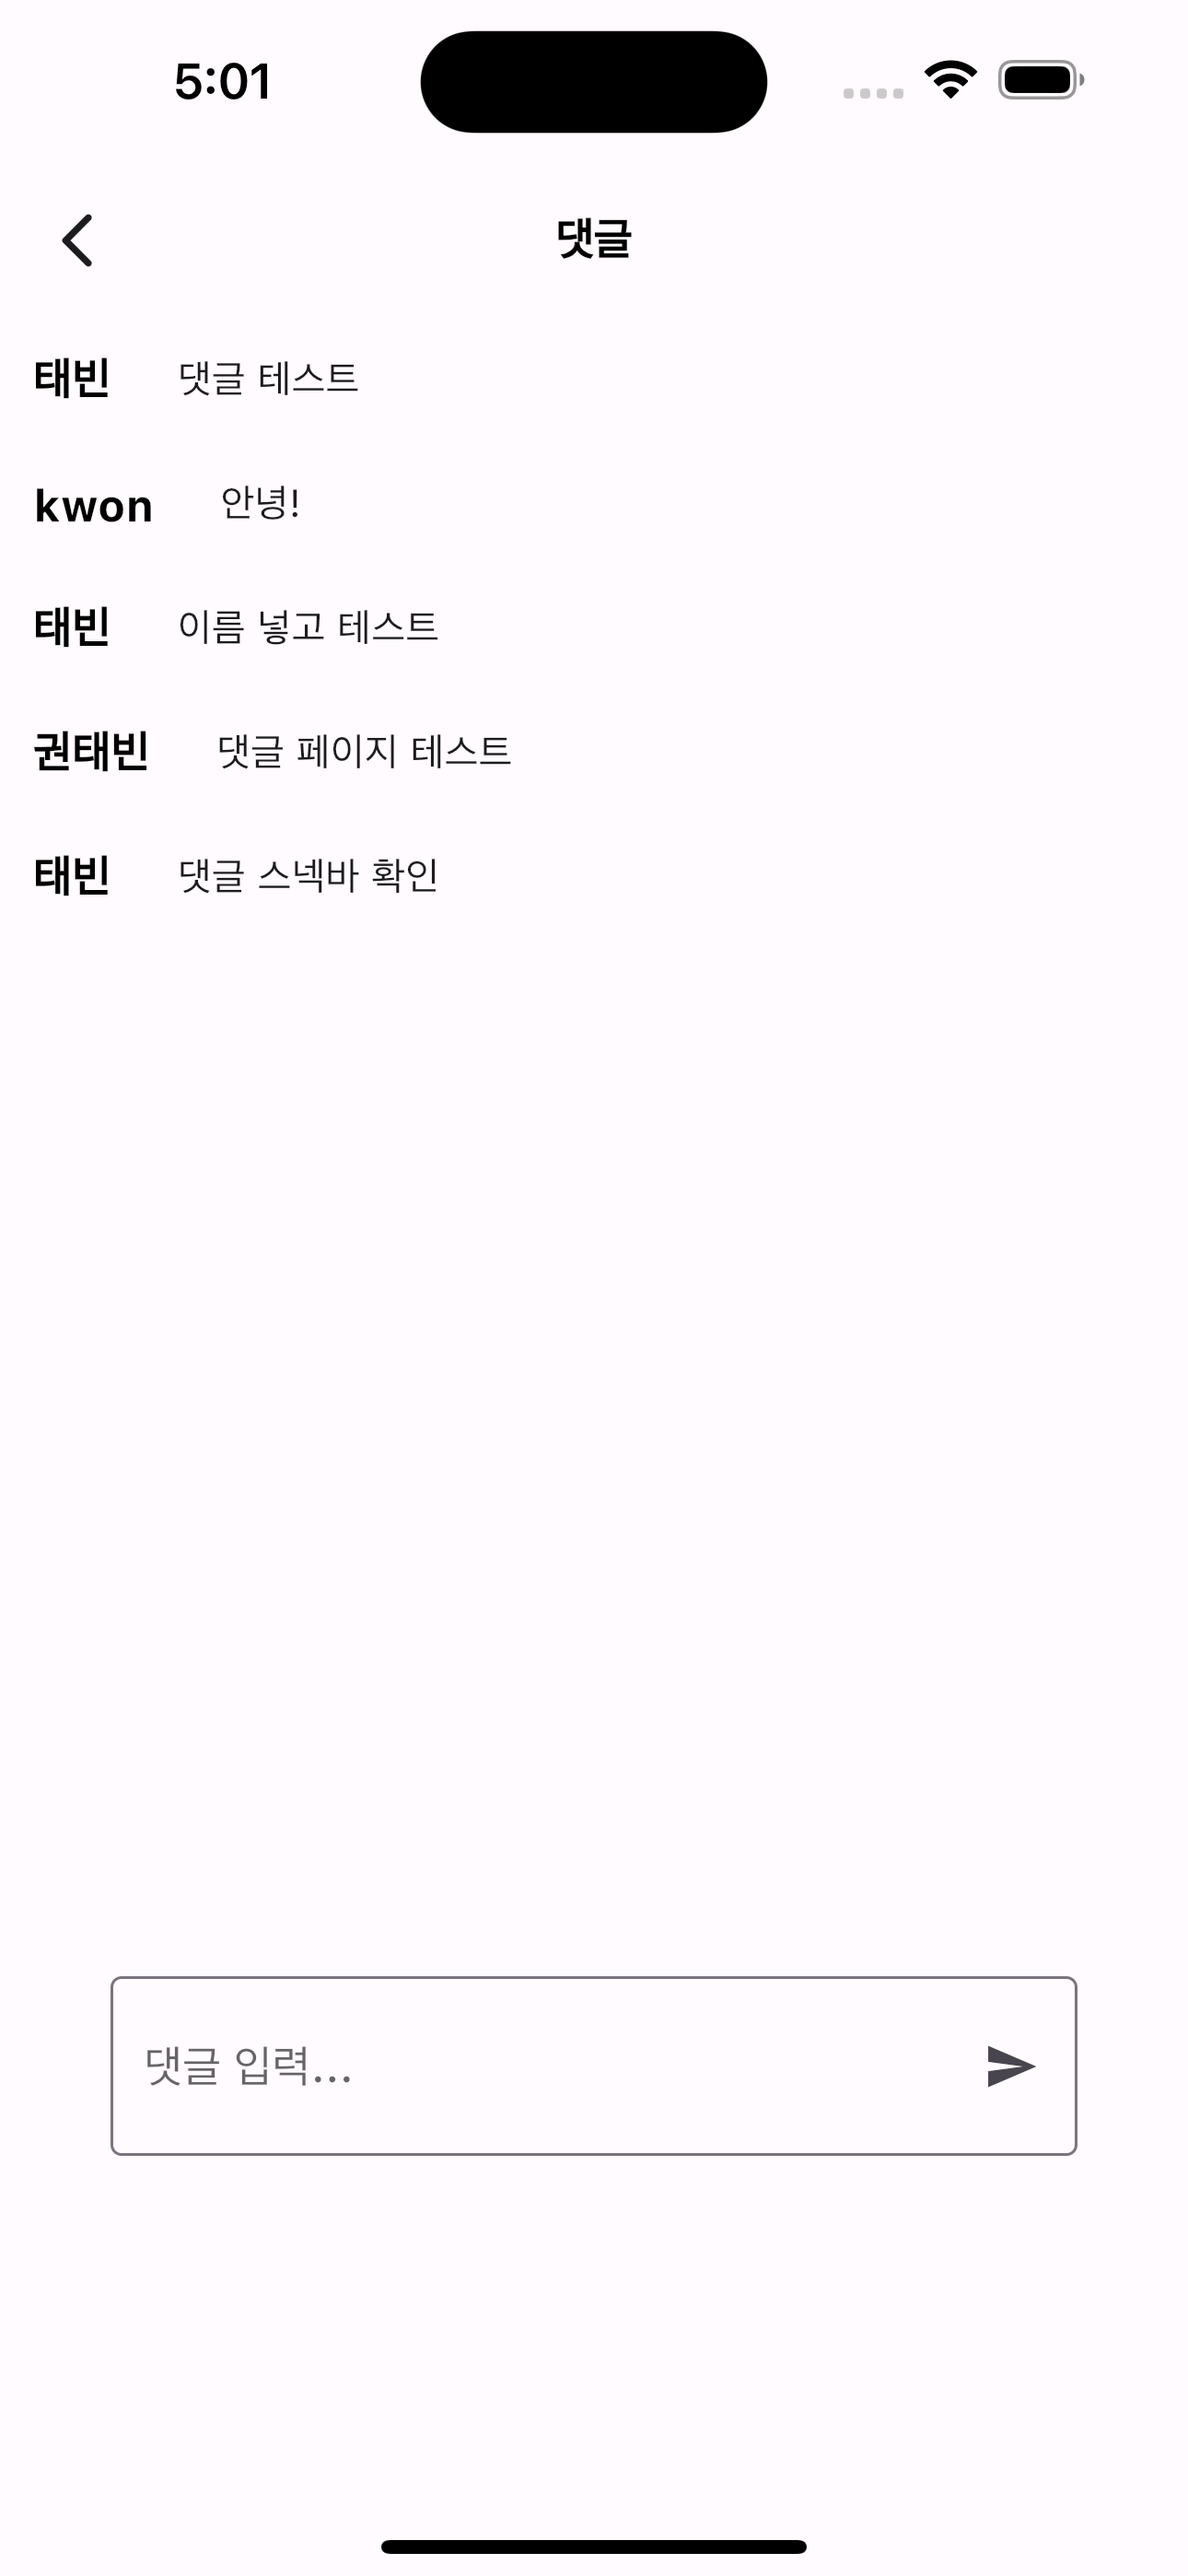 5:01
댓글
태빈 댓글 테스트
kwon 안녕!
태빈 이름 넣고 테스트
권태빈 댓글 페이지 테스트
태빈 댓글 스넥바 확인
댓글 입력...